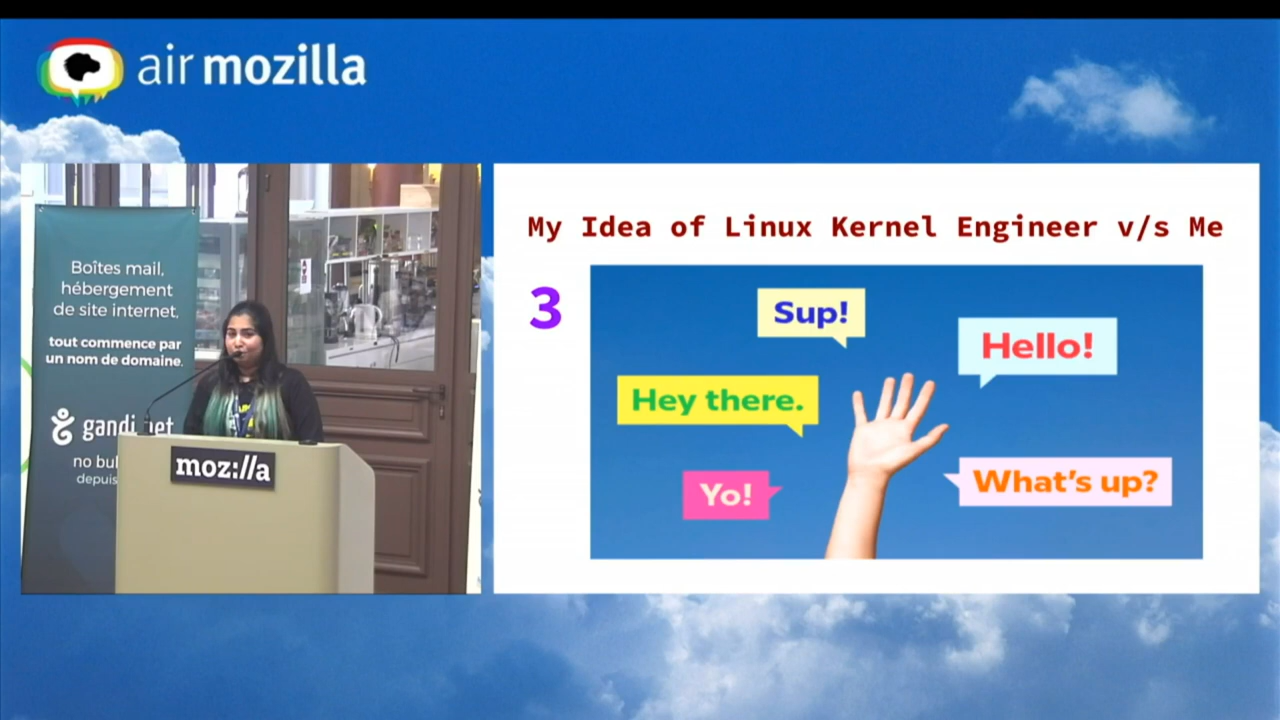 air mozilla
Boîtes mail,
hébergement
de site internet,
tout commence par
un nom de domaine.
gandi.net
no bul
depuis
moz://a
My Idea of Linux Kernel Engineer v/s Me
3
Sup!
Hello!
Hey there.
Yo!
What's up?